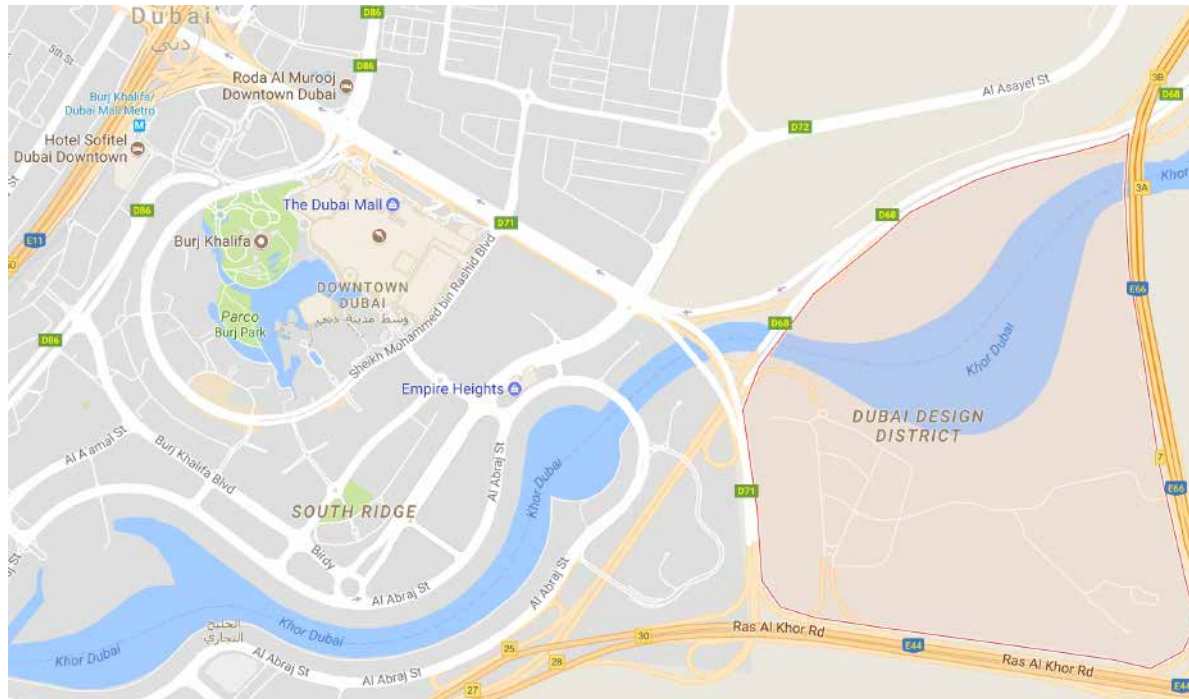 Dubai
دبي
5th St
D86
D86
Roda Al Murooj
Downtown Dubai
Burj Khalifa/
Dubai Mall Metro
M
Hotel Sofitel
Dubai Downtown
Al Asayel St
3B
D68
D72
3A
Khor
D86
The Dubai Mall
D71
D68
E11
Burj Khalifa
DOWNTOWN
DUBAI
وسط مدينة دبي
Parco
Burj Park
Sheikh Mohammed bin Rashid Blvd
E66
D68
Khor Dubai
D86
Empire Heights
DUBAI DESIGN
DISTRICT
Al A'amal St
Burj Khalifa Blvd
Al Abraj St
Khor Dubai
7
E66
D71
SOUTH RIDGE
Birdy
Al Abraj St
Al Abraj St
الخليج
التجاري
Khor Dubai
Khor Dubai
Al Abraj St
25
30
28
27
Ras Al Khor Rd
E44
Ras Al Khor Rd
E44